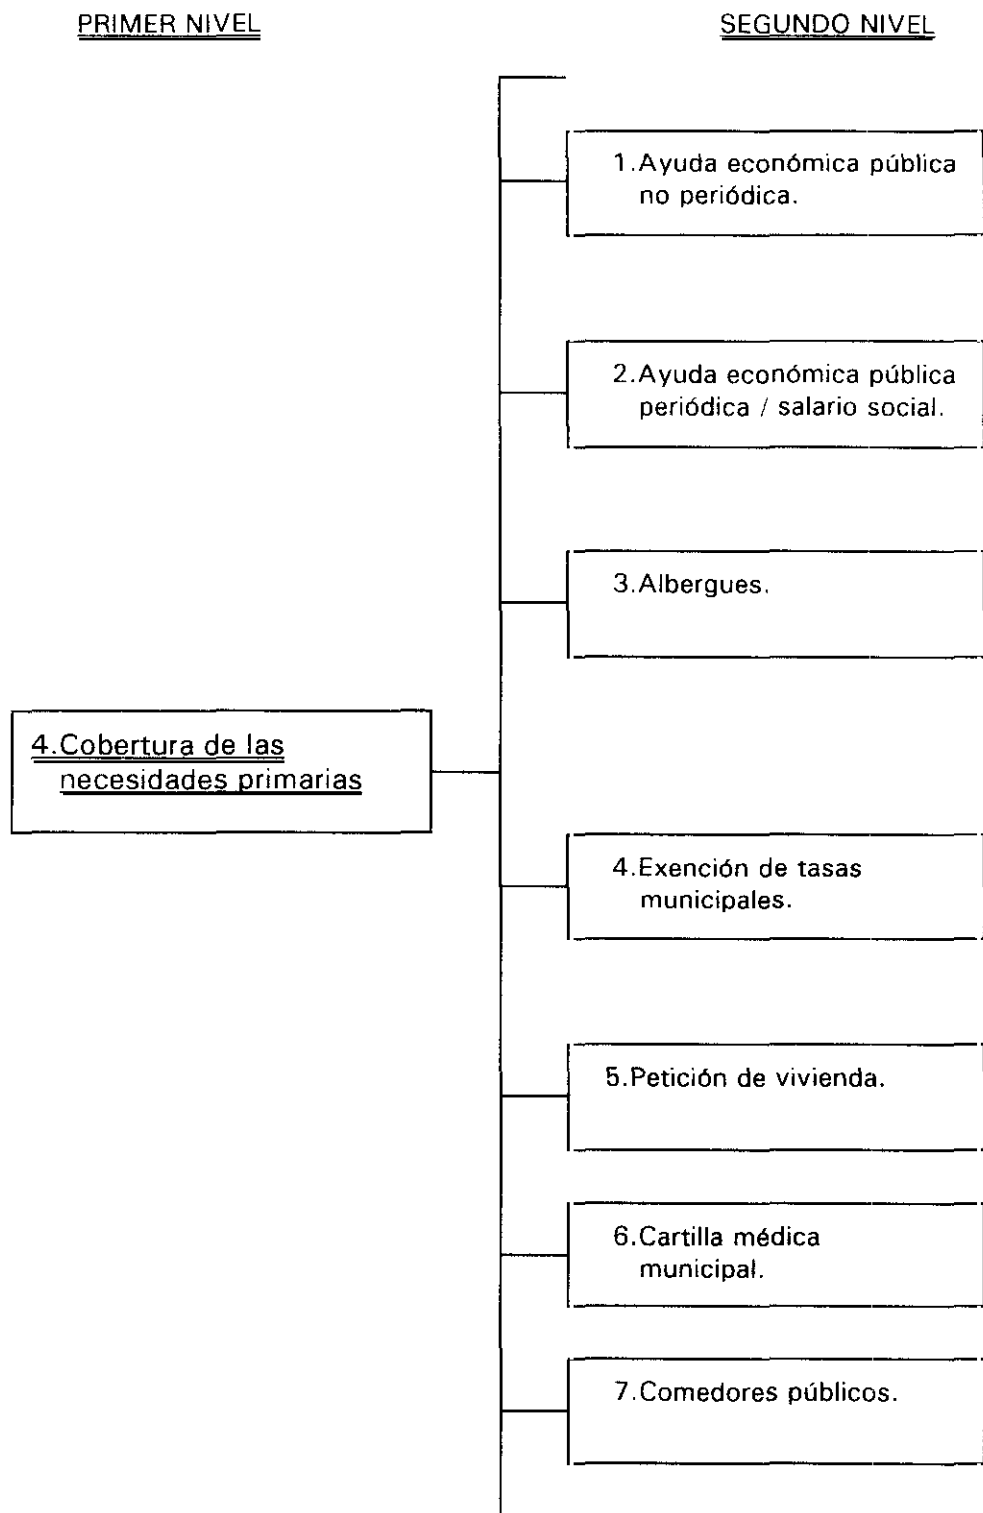 PRIMER NIVEL
SEGUNDO NIVEL
1.Ayuda económica pública
no periódica.
2.Ayuda económica pública
periódica / salario social.
3.Albergues.
4.Cobertura de las
necesidades primarias
4.Exención de tasas
municipales.
5.Petición de vivienda.
6.Cartilla médica
municipal.
7.Comedores públicos.